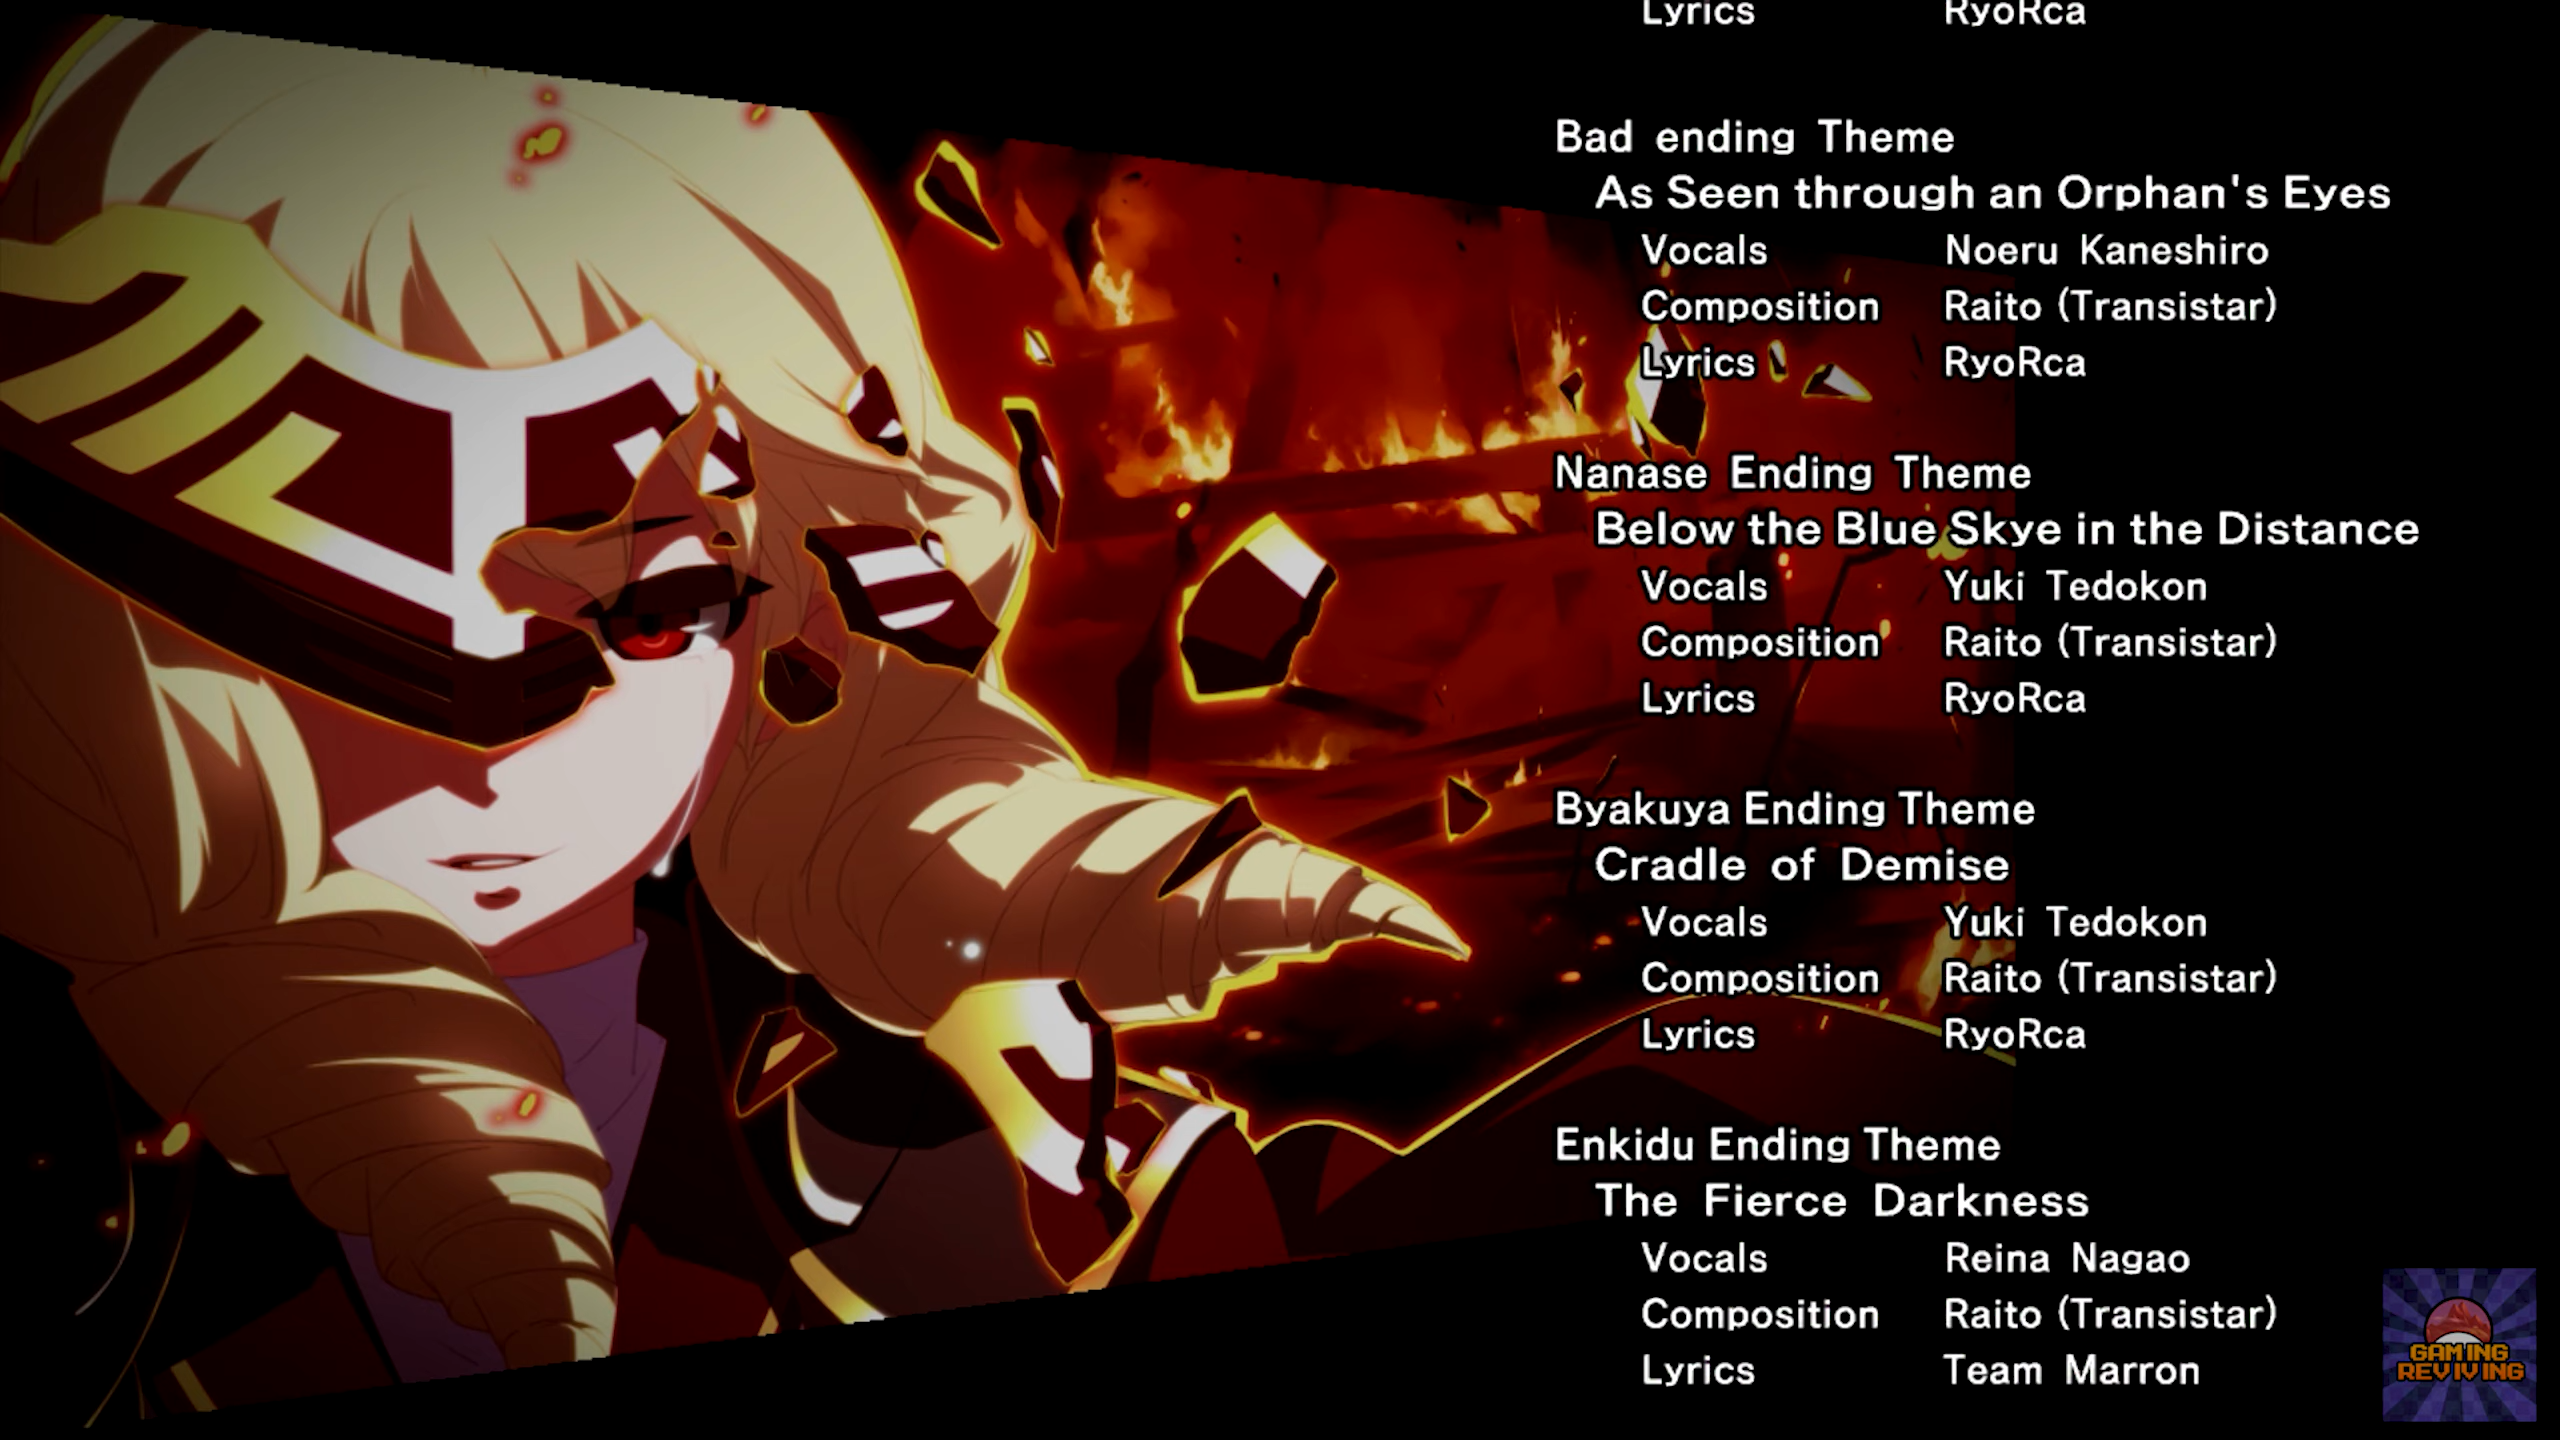 Lyrics RyoRca
Bad ending Theme
As Seen through an Orphan's Eyes
Vocals Noeru Kaneshiro
Composition Raito (Transistar)
Lyrics RyoRca
Nanase Ending Theme
Below the Blue Skye in the Distance
Vocals Yuki Tedokon
Composition Raito (Transistar)
Lyrics RyoRca
Byakuya Ending Theme
Cradle of Demise
Vocals Yuki Tedokon
Composition Raito (Transistar)
Lyrics RyoRca
Enkidu Ending Theme
The Fierce Darkness
Vocals Reina Nagao
Composition Raito (Transistar)
Lyrics Team Marron
GAMING
REVIVING